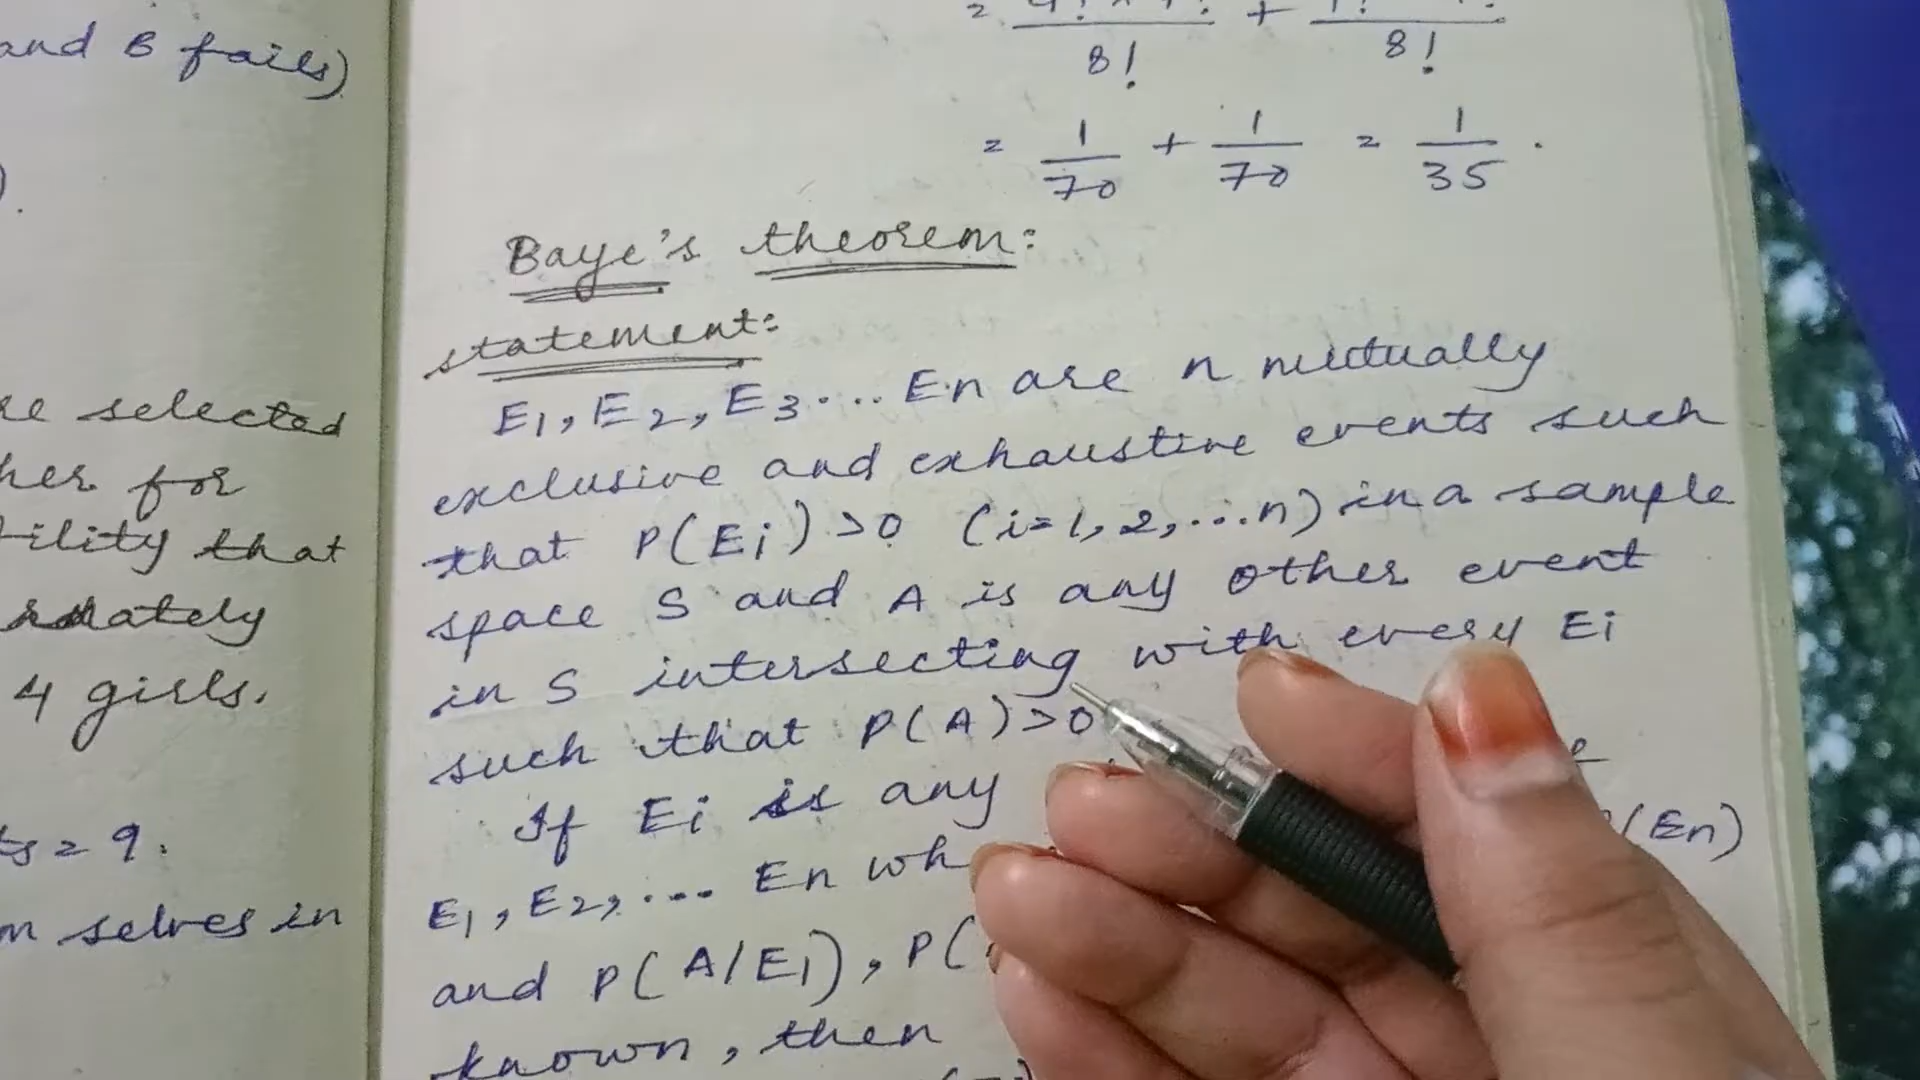 and B fails)
).
re selected
her for
ility that
nately
4 girls.
ts = 9.
m selves in
= + 
8! 8!
= 1/70 + 1/70 = 1/35 .
Baye's theorem:
statement:
E1, E2, E3.... En are n mutually
exclusive and exhaustive events such
that P(Ei) >0 (i=1, 2, ...n) in a sample
space S and A is any other event
in S intersecting with every Ei
such that P(A)>0
If Ei is any
E1, E2, .... En wh
P(En)
and P(A/E1), P(
known, then